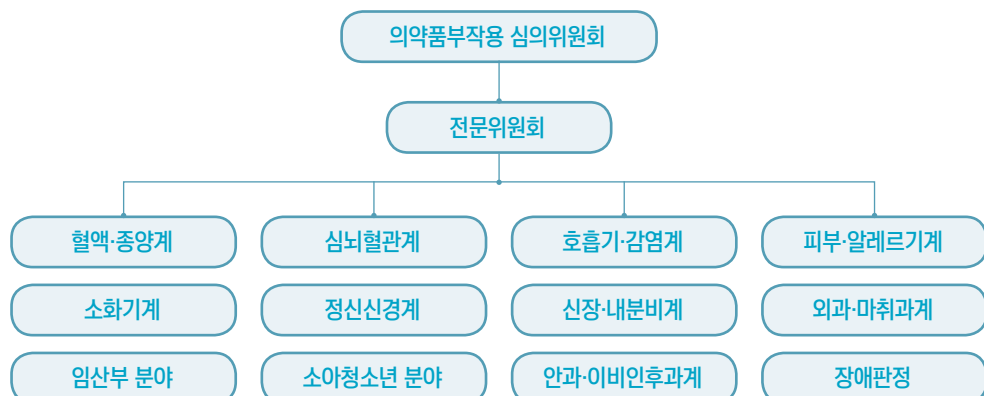 의약품부작용 심의위원회
전문위원회
혈액·종양계
심뇌혈관계
호흡기·감염계
피부·알레르기계
소화기계
정신신경계
신장·내분비계
외과·마취과계
임산부 분야
소아청소년 분야
안과·이비인후과계
장애판정